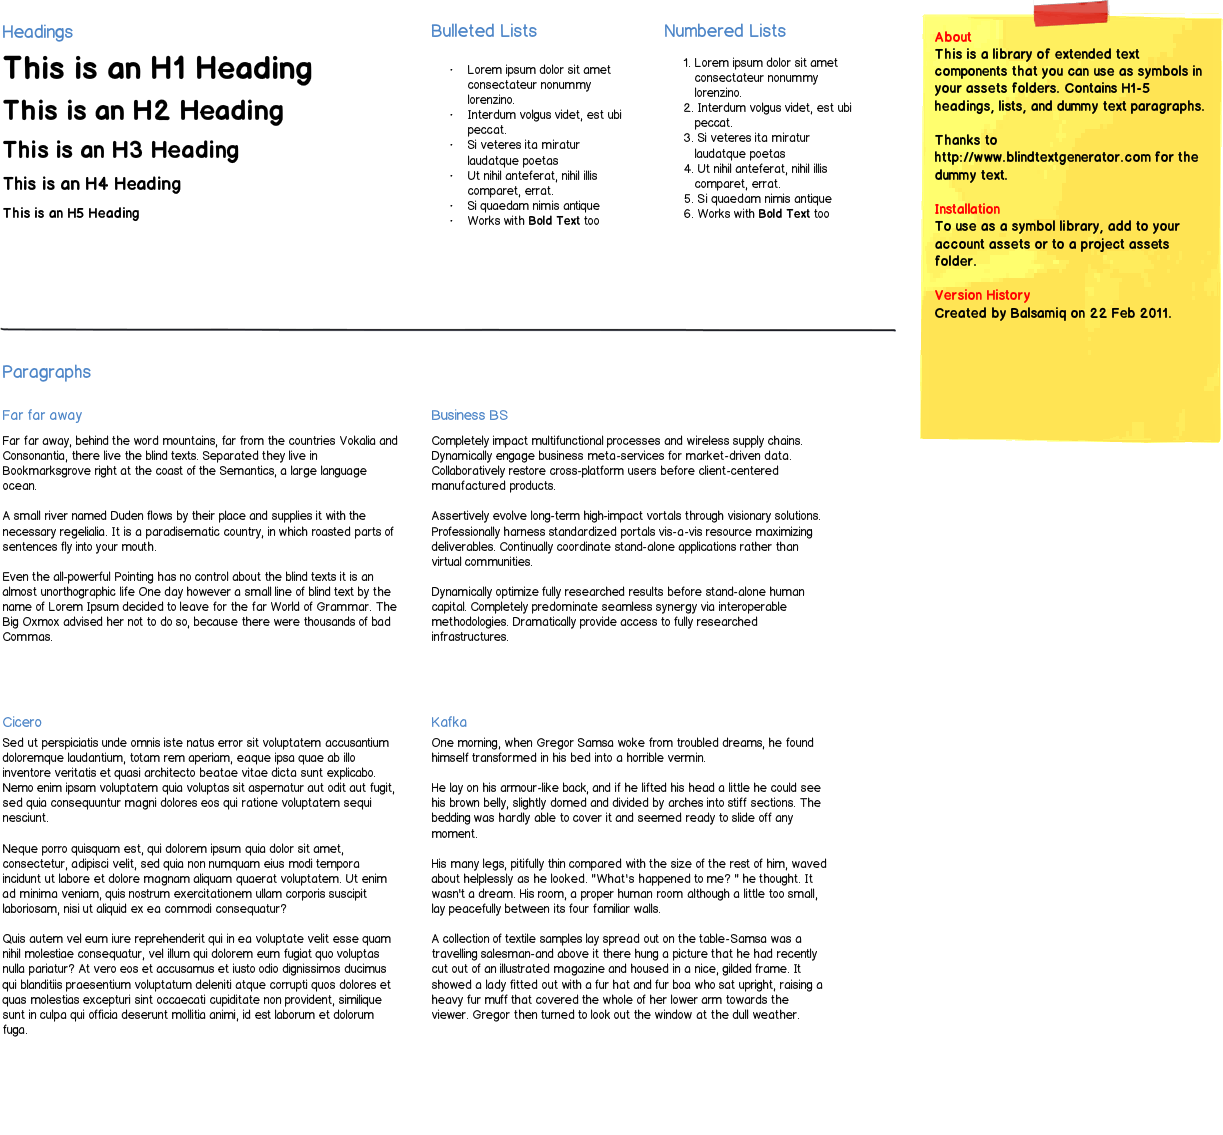 Headings
This is an H1 Heading
This is an H2 Heading
This is an H3 Heading
This is an H4 Heading
This is an H5 Heading
Bulleted Lists
· Lorem ipsum dolor sit amet
consectateur nonummy
lorenzino.
· Interdum volgus videt, est ubi
peccat.
· Si veteres ita miratur
laudatque poetas
· Ut nihil anteferat, nihil illis
comparet, errat.
· Si quaedam nimis antique
· Works with Bold Text too
Numbered Lists
1. Lorem ipsum dolor sit amet
consectateur nonummy
lorenzino.
2. Interdum volgus videt, est ubi
peccat.
3. Si veteres ita miratur
laudatque poetas
4. Ut nihil anteferat, nihil illis
comparet, errat.
5. Si quaedam nimis antique
6. Works with Bold Text too
About
This is a library of extended text
components that you can use as symbols in
your assets folders. Contains H1-5
headings, lists, and dummy text paragraphs.
Thanks to
http://www.blindtextgenerator.com for the
dummy text.
Installation
To use as a symbol library, add to your
account assets or to a project assets
folder.
Version History
Created by Balsamiq on 22 Feb 2011.
Paragraphs
Far far away
Far far away, behind the word mountains, far from the countries Vokalia and
Consonantia, there live the blind texts. Separated they live in
Bookmarksgrove right at the coast of the Semantics, a large language
ocean.
A small river named Duden flows by their place and supplies it with the
necessary regelialia. It is a paradisematic country, in which roasted parts of
sentences fly into your mouth.
Even the all-powerful Pointing has no control about the blind texts it is an
almost unorthographic life One day however a small line of blind text by the
name of Lorem Ipsum decided to leave for the far World of Grammar. The
Big Oxmox advised her not to do so, because there were thousands of bad
Commas.
Business BS
Completely impact multifunctional processes and wireless supply chains.
Dynamically engage business meta-services for market-driven data.
Collaboratively restore cross-platform users before client-centered
manufactured products.
Assertively evolve long-term high-impact vortals through visionary solutions.
Professionally harness standardized portals vis-a-vis resource maximizing
deliverables. Continually coordinate stand-alone applications rather than
virtual communities.
Dynamically optimize fully researched results before stand-alone human
capital. Completely predominate seamless synergy via interoperable
methodologies. Dramatically provide access to fully researched
infrastructures.
Cicero
Sed ut perspiciatis unde omnis iste natus error sit voluptatem accusantium
doloremque laudantium, totam rem aperiam, eaque ipsa quae ab illo
inventore veritatis et quasi architecto beatae vitae dicta sunt explicabo.
Nemo enim ipsam voluptatem quia voluptas sit aspernatur aut odit aut fugit,
sed quia consequuntur magni dolores eos qui ratione voluptatem sequi
nesciunt.
Neque porro quisquam est, qui dolorem ipsum quia dolor sit amet,
consectetur, adipisci velit, sed quia non numquam eius modi tempora
incidunt ut labore et dolore magnam aliquam quaerat voluptatem. Ut enim
ad minima veniam, quis nostrum exercitationem ullam corporis suscipit
laboriosam, nisi ut aliquid ex ea commodi consequatur?
Quis autem vel eum iure reprehenderit qui in ea voluptate velit esse quam
nihil molestiae consequatur, vel illum qui dolorem eum fugiat quo voluptas
nulla pariatur? At vero eos et accusamus et iusto odio dignissimos ducimus
qui blanditiis praesentium voluptatum deleniti atque corrupti quos dolores et
quas molestias excepturi sint occaecati cupiditate non provident, similique
sunt in culpa qui officia deserunt mollitia animi, id est laborum et dolorum
fuga.
Kafka
One morning, when Gregor Samsa woke from troubled dreams, he found
himself transformed in his bed into a horrible vermin.
He lay on his armour-like back, and if he lifted his head a little he could see
his brown belly, slightly domed and divided by arches into stiff sections. The
bedding was hardly able to cover it and seemed ready to slide off any
moment.
His many legs, pitifully thin compared with the size of the rest of him, waved
about helplessly as he looked. "What's happened to me? " he thought. It
wasn't a dream. His room, a proper human room although a little too small,
lay peacefully between its four familiar walls.
A collection of textile samples lay spread out on the table-Samsa was a
travelling salesman-and above it there hung a picture that he had recently
cut out of an illustrated magazine and housed in a nice, gilded frame. It
showed a lady fitted out with a fur hat and fur boa who sat upright, raising a
heavy fur muff that covered the whole of her lower arm towards the
viewer. Gregor then turned to look out the window at the dull weather.